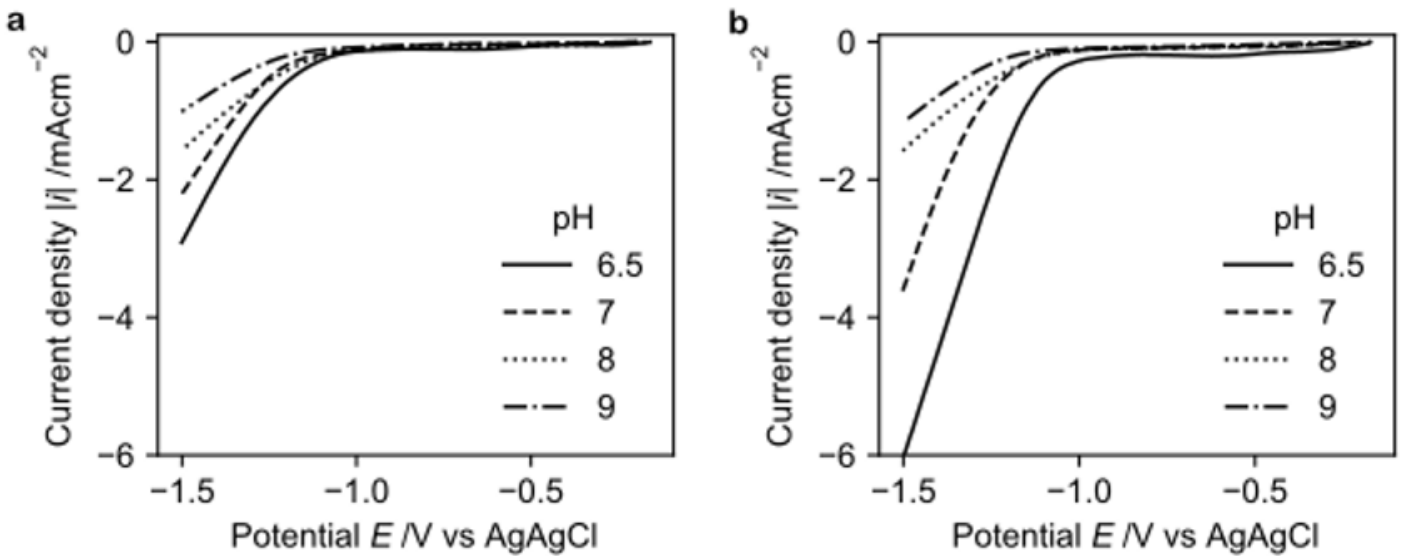 a
Current density |i| /mAcm⁻²
0
−2
−4
−6
pH
6.5
7
8
9
−1.5
−1.0
−0.5
Potential E /V vs AgAgCl
b
Current density |i| /mAcm⁻²
0
−2
−4
−6
pH
6.5
7
8
9
−1.5
−1.0
−0.5
Potential E /V vs AgAgCl